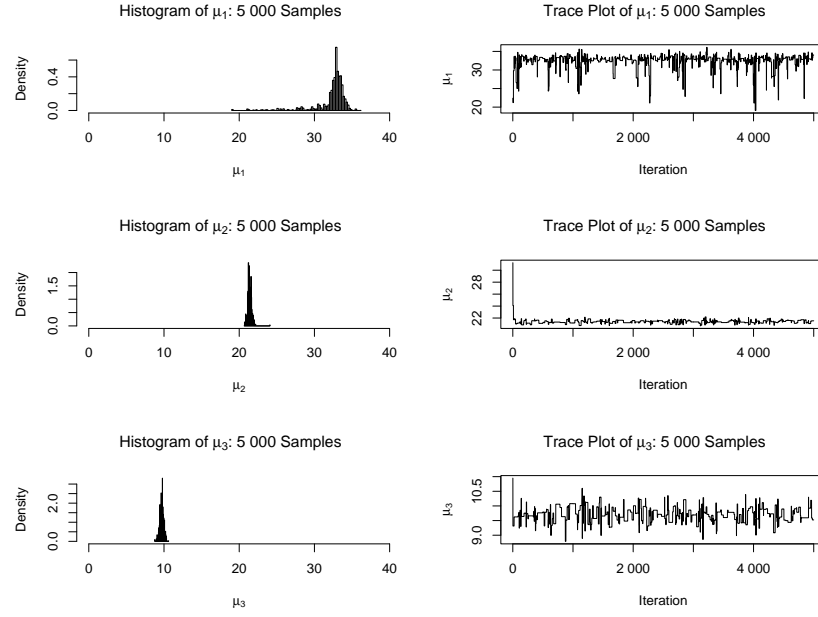 Histogram of μ1: 5 000 Samples
Density
0.0 0.4
0 10 20 30 40
μ1
Trace Plot of μ1: 5 000 Samples
μ1
20 30
0 2 000 4 000
Iteration
Histogram of μ2: 5 000 Samples
Density
0.0 1.5
0 10 20 30 40
μ2
Trace Plot of μ2: 5 000 Samples
μ2
22 28
0 2 000 4 000
Iteration
Histogram of μ3: 5 000 Samples
Density
0.0 2.0
0 10 20 30 40
μ3
Trace Plot of μ3: 5 000 Samples
μ3
9.0 10.5
0 2 000 4 000
Iteration